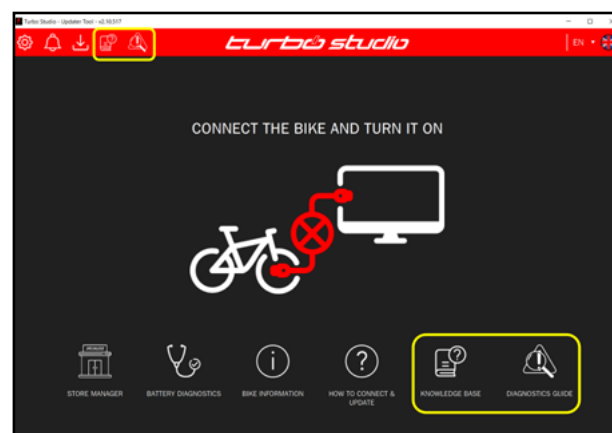 Turbo Studio - Updater Tool - v2.10.517
turbo studio
EN
CONNECT THE BIKE AND TURN IT ON
SPECIALIZED
STORE MANAGER
BATTERY DIAGNOSTICS
BIKE INFORMATION
HOW TO CONNECT &
UPDATE
KNOWLEDGE BASE
DIAGNOSTICS GUIDE